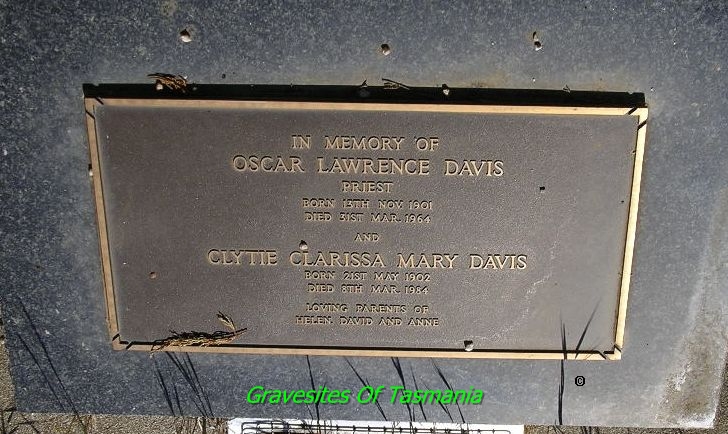 IN MEMORY OF
OSCAR LAWRENCE DAVIS
PRIEST
BORN 13TH NOV. 1901
DIED 31ST MAR. 1964
AND
CLYTIE CLARISSA MARY DAVIS
BORN 21ST MAY 1902
DIED 8TH MAR. 1984
LOVING PARENTS OF
HELEN, DAVID AND ANNE
©
Gravesites Of Tasmania